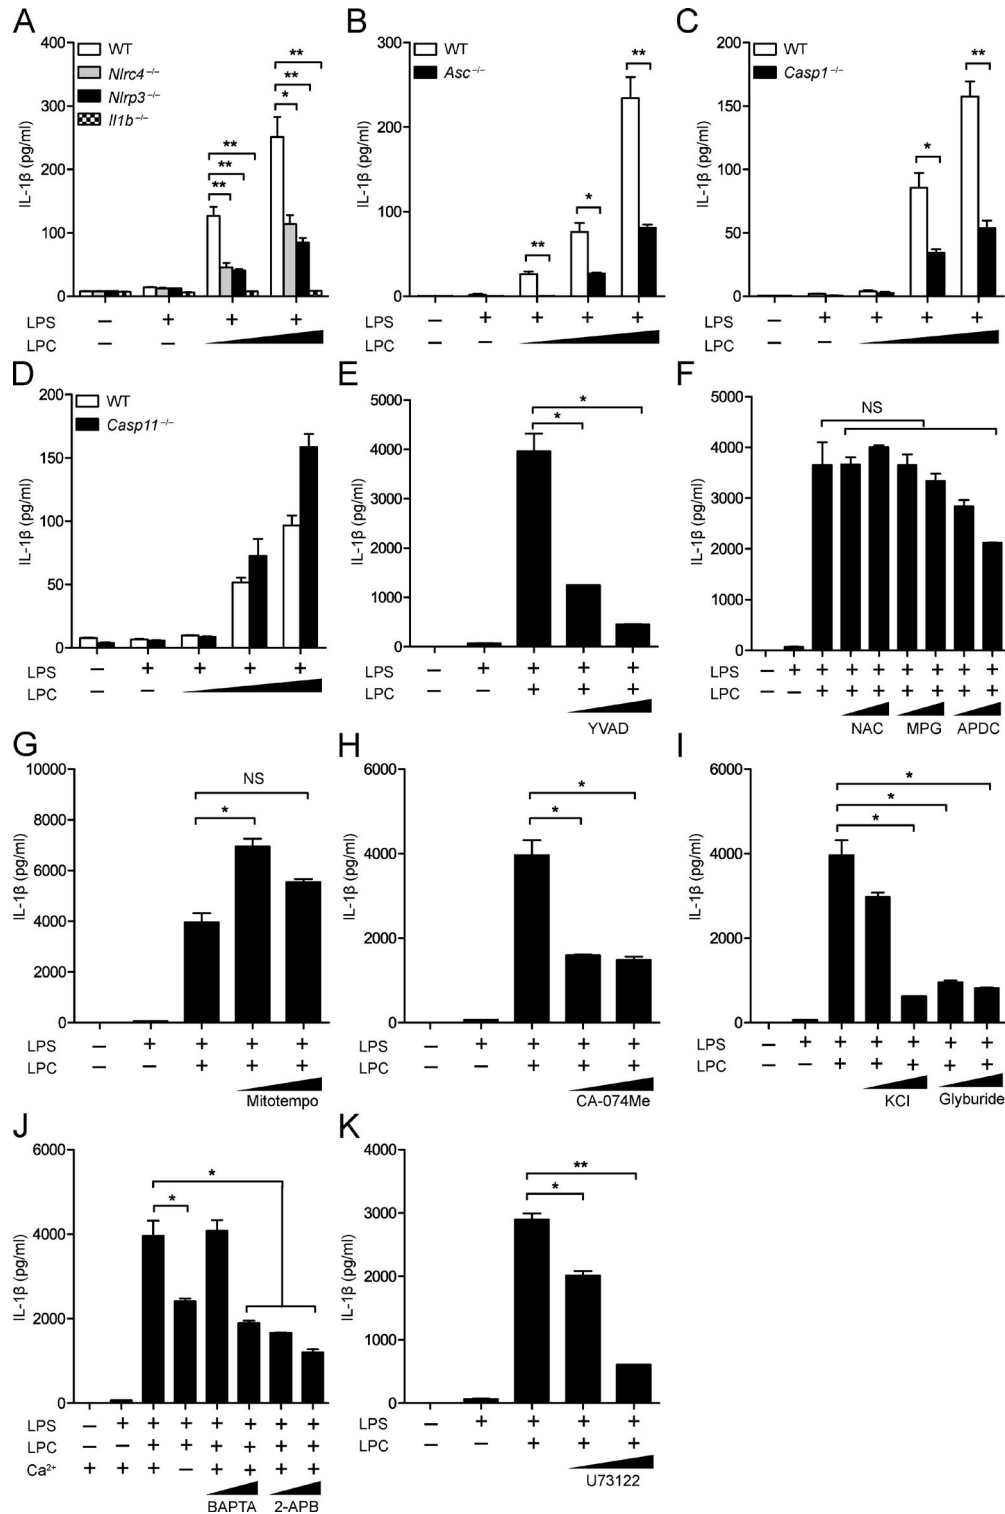 A
IL-1β (pg/ml)
400
300
200
100
0
WT
Nlrc4⁻/⁻
Nlrp3⁻/⁻
Il1b⁻/⁻
**
**
*
**
**
**
LPS — + + +
LPC — —
B
IL-1β (pg/ml)
300
200
100
0
WT
Asc⁻/⁻
**
*
**
— + + + +
— —
C
IL-1β (pg/ml)
200
150
100
50
0
WT
Casp1⁻/⁻
**
*
LPS — + + + +
LPC — —
D
IL-1β (pg/ml)
200
150
100
50
0
WT
Casp11⁻/⁻
LPS — + + + +
LPC — —
E
IL-1β (pg/ml)
5000
4000
3000
2000
1000
0
*
*
— + + + +
— — + + +
YVAD
F
IL-1β (pg/ml)
5000
4000
3000
2000
1000
0
NS
LPS — + + + + + + + +
LPC — — + + + + + + +
NAC MPG APDC
G
IL-1β (pg/ml)
10000
8000
6000
4000
2000
0
NS
*
LPS — + + + +
LPC — — + + +
Mitotempo
H
IL-1β (pg/ml)
6000
4000
2000
0
*
*
— + + + +
— — + + +
CA-074Me
I
IL-1β (pg/ml)
6000
4000
2000
0
*
*
*
LPS — + + + + + +
LPC — — + + + + +
KCl Glyburide
J
IL-1β (pg/ml)
6000
4000
2000
0
*
*
LPS — + + + + + + +
LPC — — + + + + + +
Ca²⁺ + + + — + + + +
BAPTA 2-APB
K
IL-1β (pg/ml)
4000
3000
2000
1000
0
**
*
LPS — + + + +
LPC — — + + +
U73122